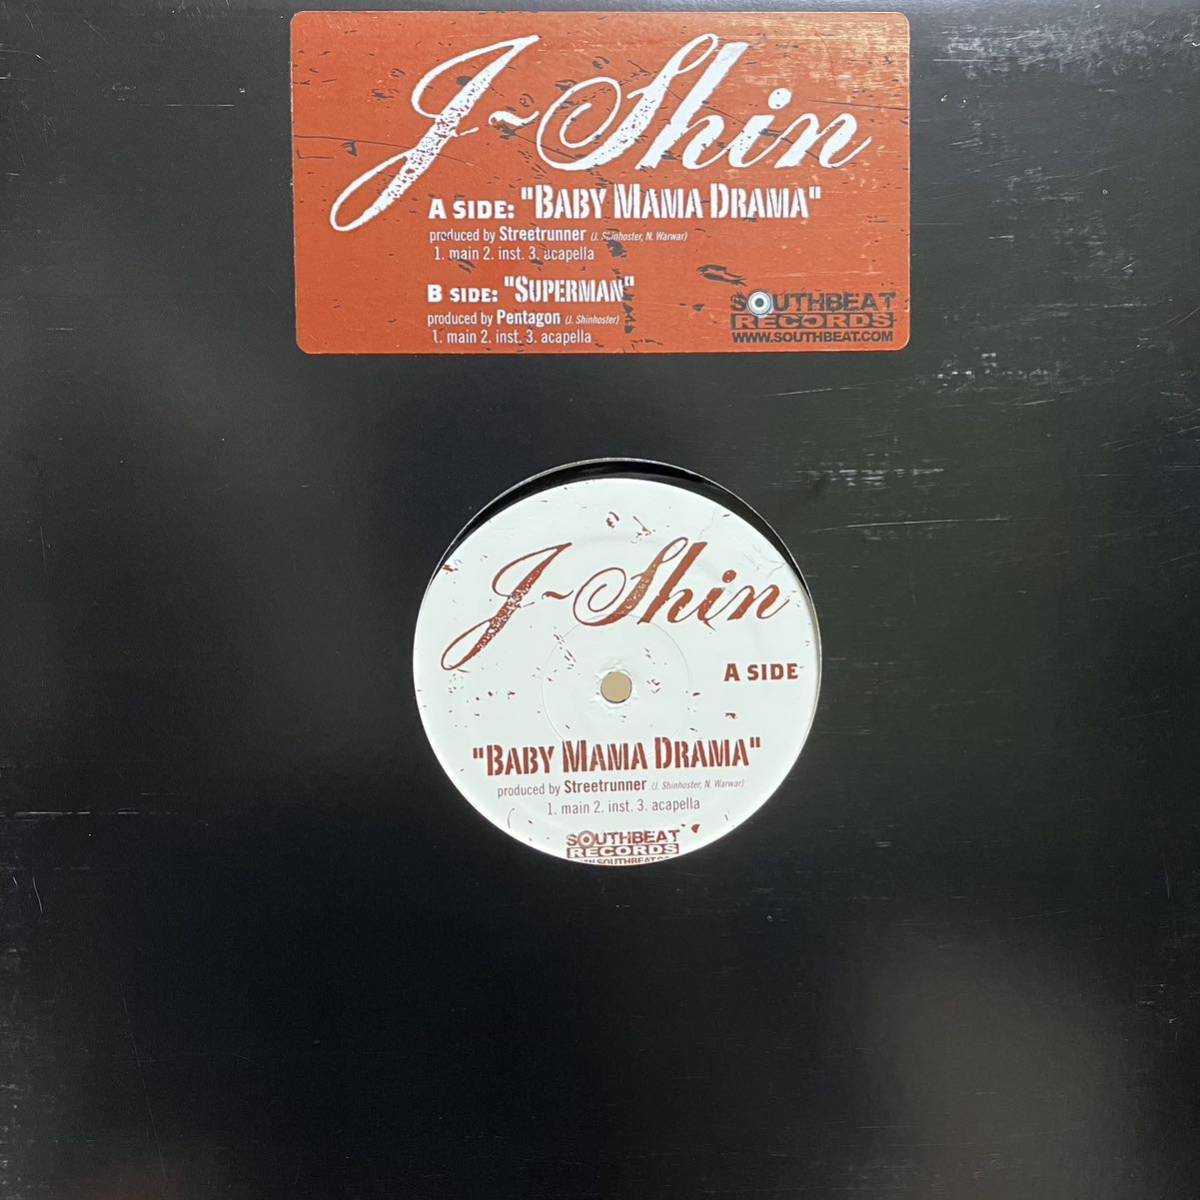 J~Shin
A SIDE: "BABY MAMA DRAMA"
produced by Streetrunner (J. Shinhoster, N. Warwar)
1. main 2. inst. 3. acapella
B SIDE: "SUPERMAN"
produced by Pentagon (J. Shinhoster)
1. main 2. inst. 3. acapella
SOUTHBEAT
RECORDS
WWW.SOUTHBEAT.COM
J~Shin
A SIDE
"BABY MAMA DRAMA"
produced by Streetrunner (J. Shinhoster, N. Warwar)
1. main 2. inst. 3. acapella
SOUTHBEAT
RECORDS